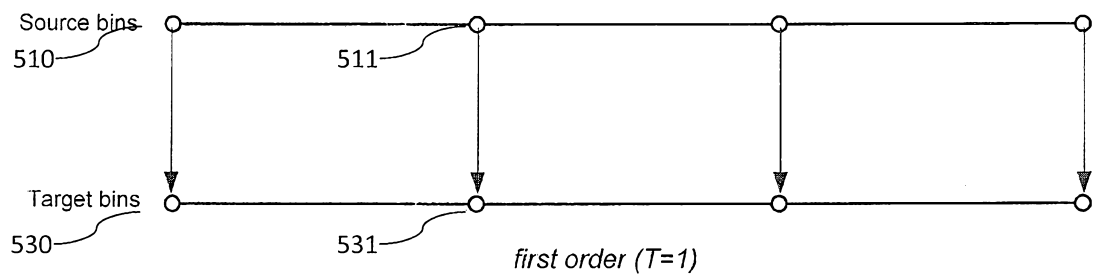 Source bins
510
511
Target bins
530
531
first order (T=1)